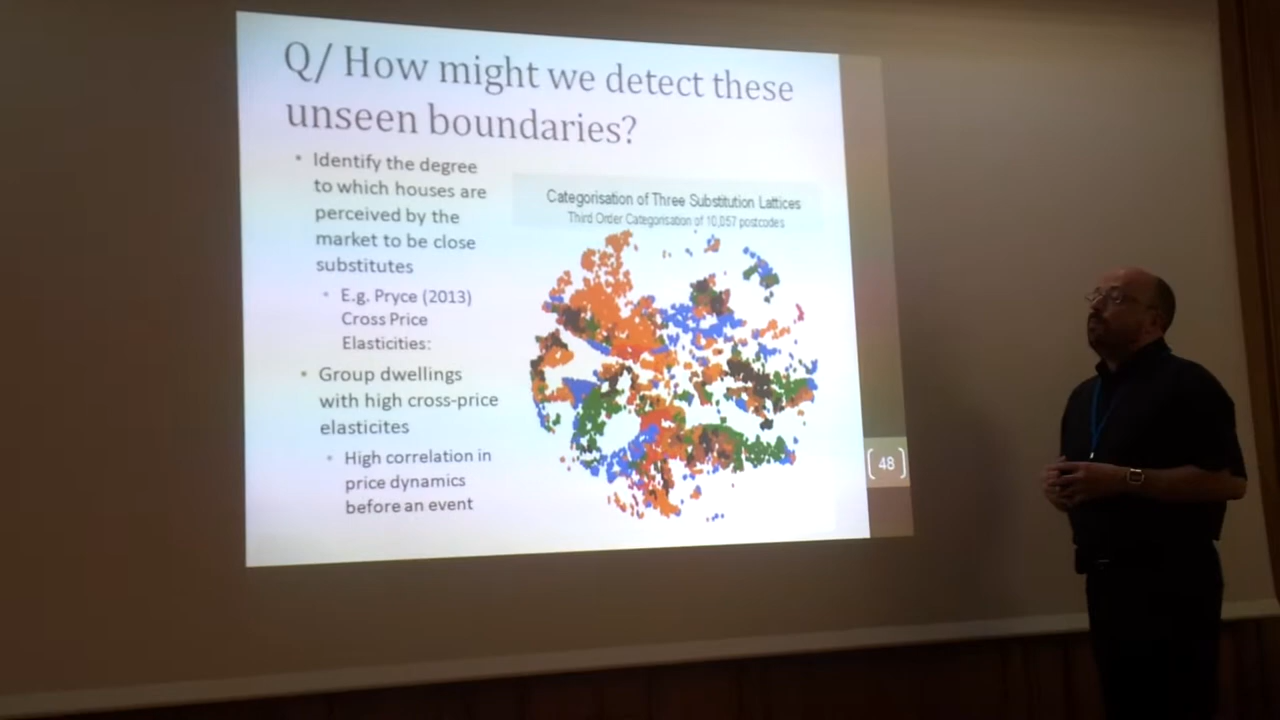 Q/ How might we detect these
unseen boundaries?
• Identify the degree
to which houses are
perceived by the
market to be close
substitutes
• E.g. Pryce (2013)
Cross Price
Elasticities:
• Group dwellings
with high cross-price
elasticites
• High correlation in
price dynamics
before an event
Categorisation of Three Substitution Lattices
Third Order Categorisation of 10,057 postcodes
[ 48 ]